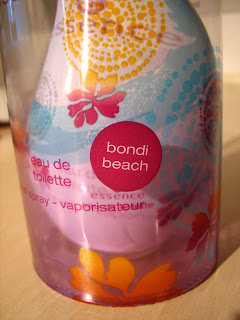 bondi
beach
eau de
toilette
essence
spray - vaporisateur